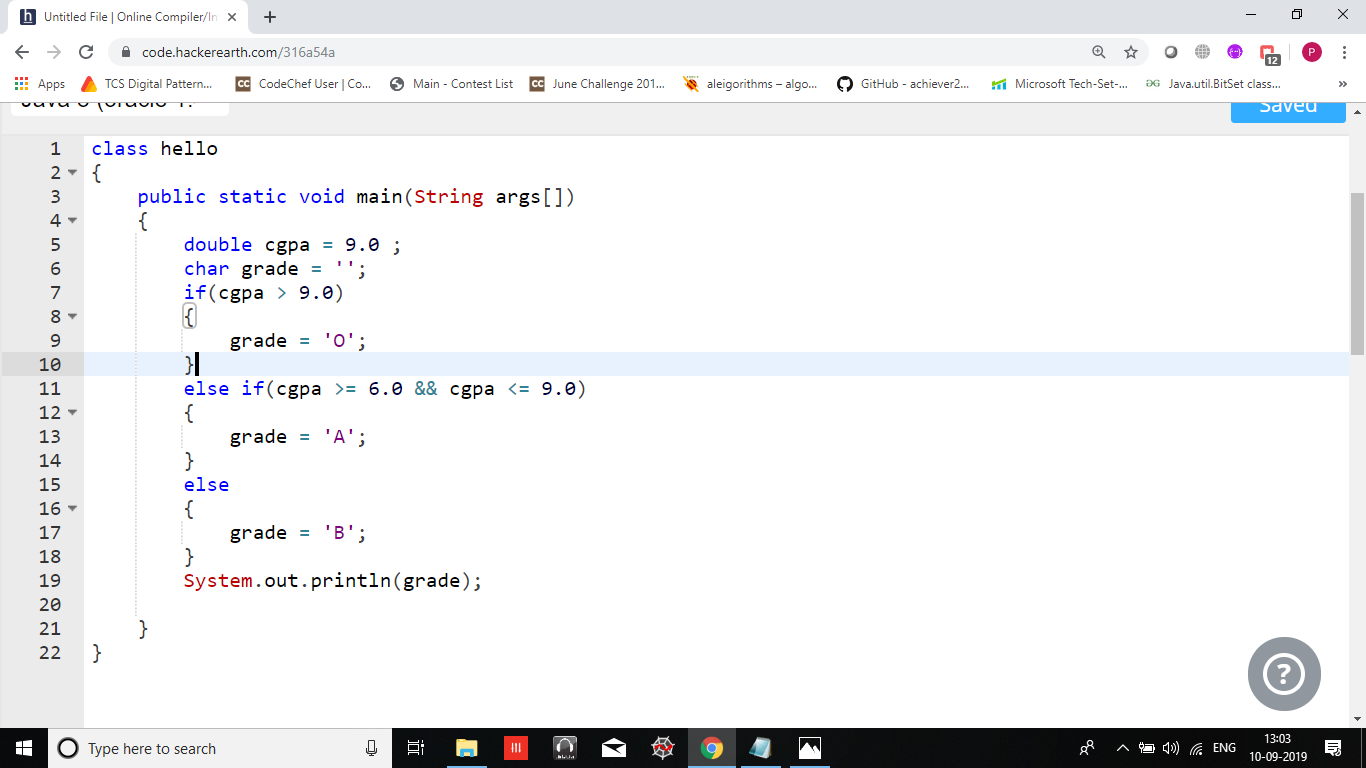 Untitled File | Online Compiler/In
code.hackerearth.com/316a54a
P
12
Apps
TCS Digital Pattern...
CC CodeChef User | Co...
Main - Contest List
CC June Challenge 201...
aleigorithms – algo...
GitHub - achiever2...
Microsoft Tech-Set-...
Java.util.BitSet class...
»
Saved
1 class hello
2 {
3 public static void main(String args[])
4 {
5 double cgpa = 9.0 ;
6 char grade = '';
7 if(cgpa > 9.0)
8 {
9 grade = 'O';
10 }
11 else if(cgpa >= 6.0 && cgpa <= 9.0)
12 {
13 grade = 'A';
14 }
15 else
16 {
17 grade = 'B';
18 }
19 System.out.println(grade);
20
21 }
22 }
?
Type here to search
ENG
13:03
10-09-2019